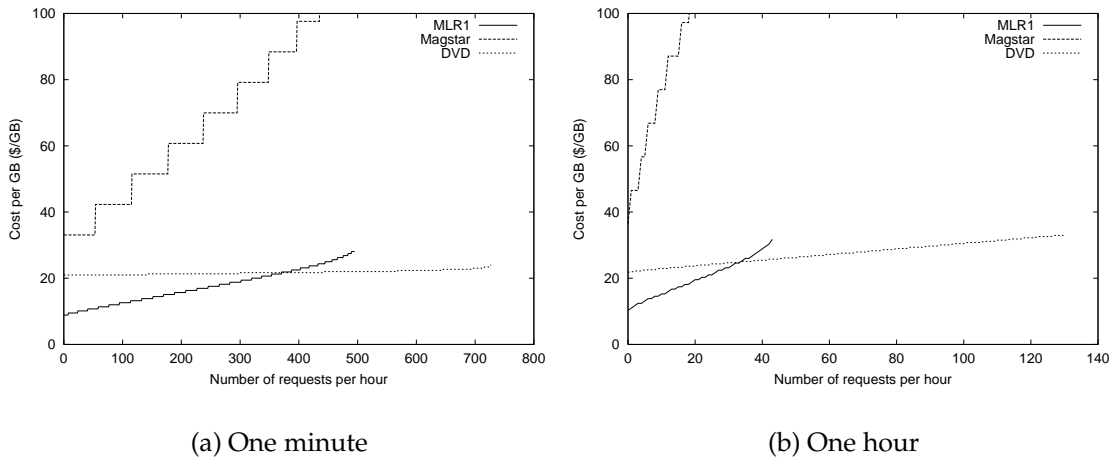 MLR1
Magstar
DVD
100
80
60
40
20
0
Cost per GB ($/GB)
0 100 200 300 400 500 600 700 800
Number of requests per hour
(a) One minute
MLR1
Magstar
DVD
100
80
60
40
20
0
Cost per GB ($/GB)
0 20 40 60 80 100 120 140
Number of requests per hour
(b) One hour